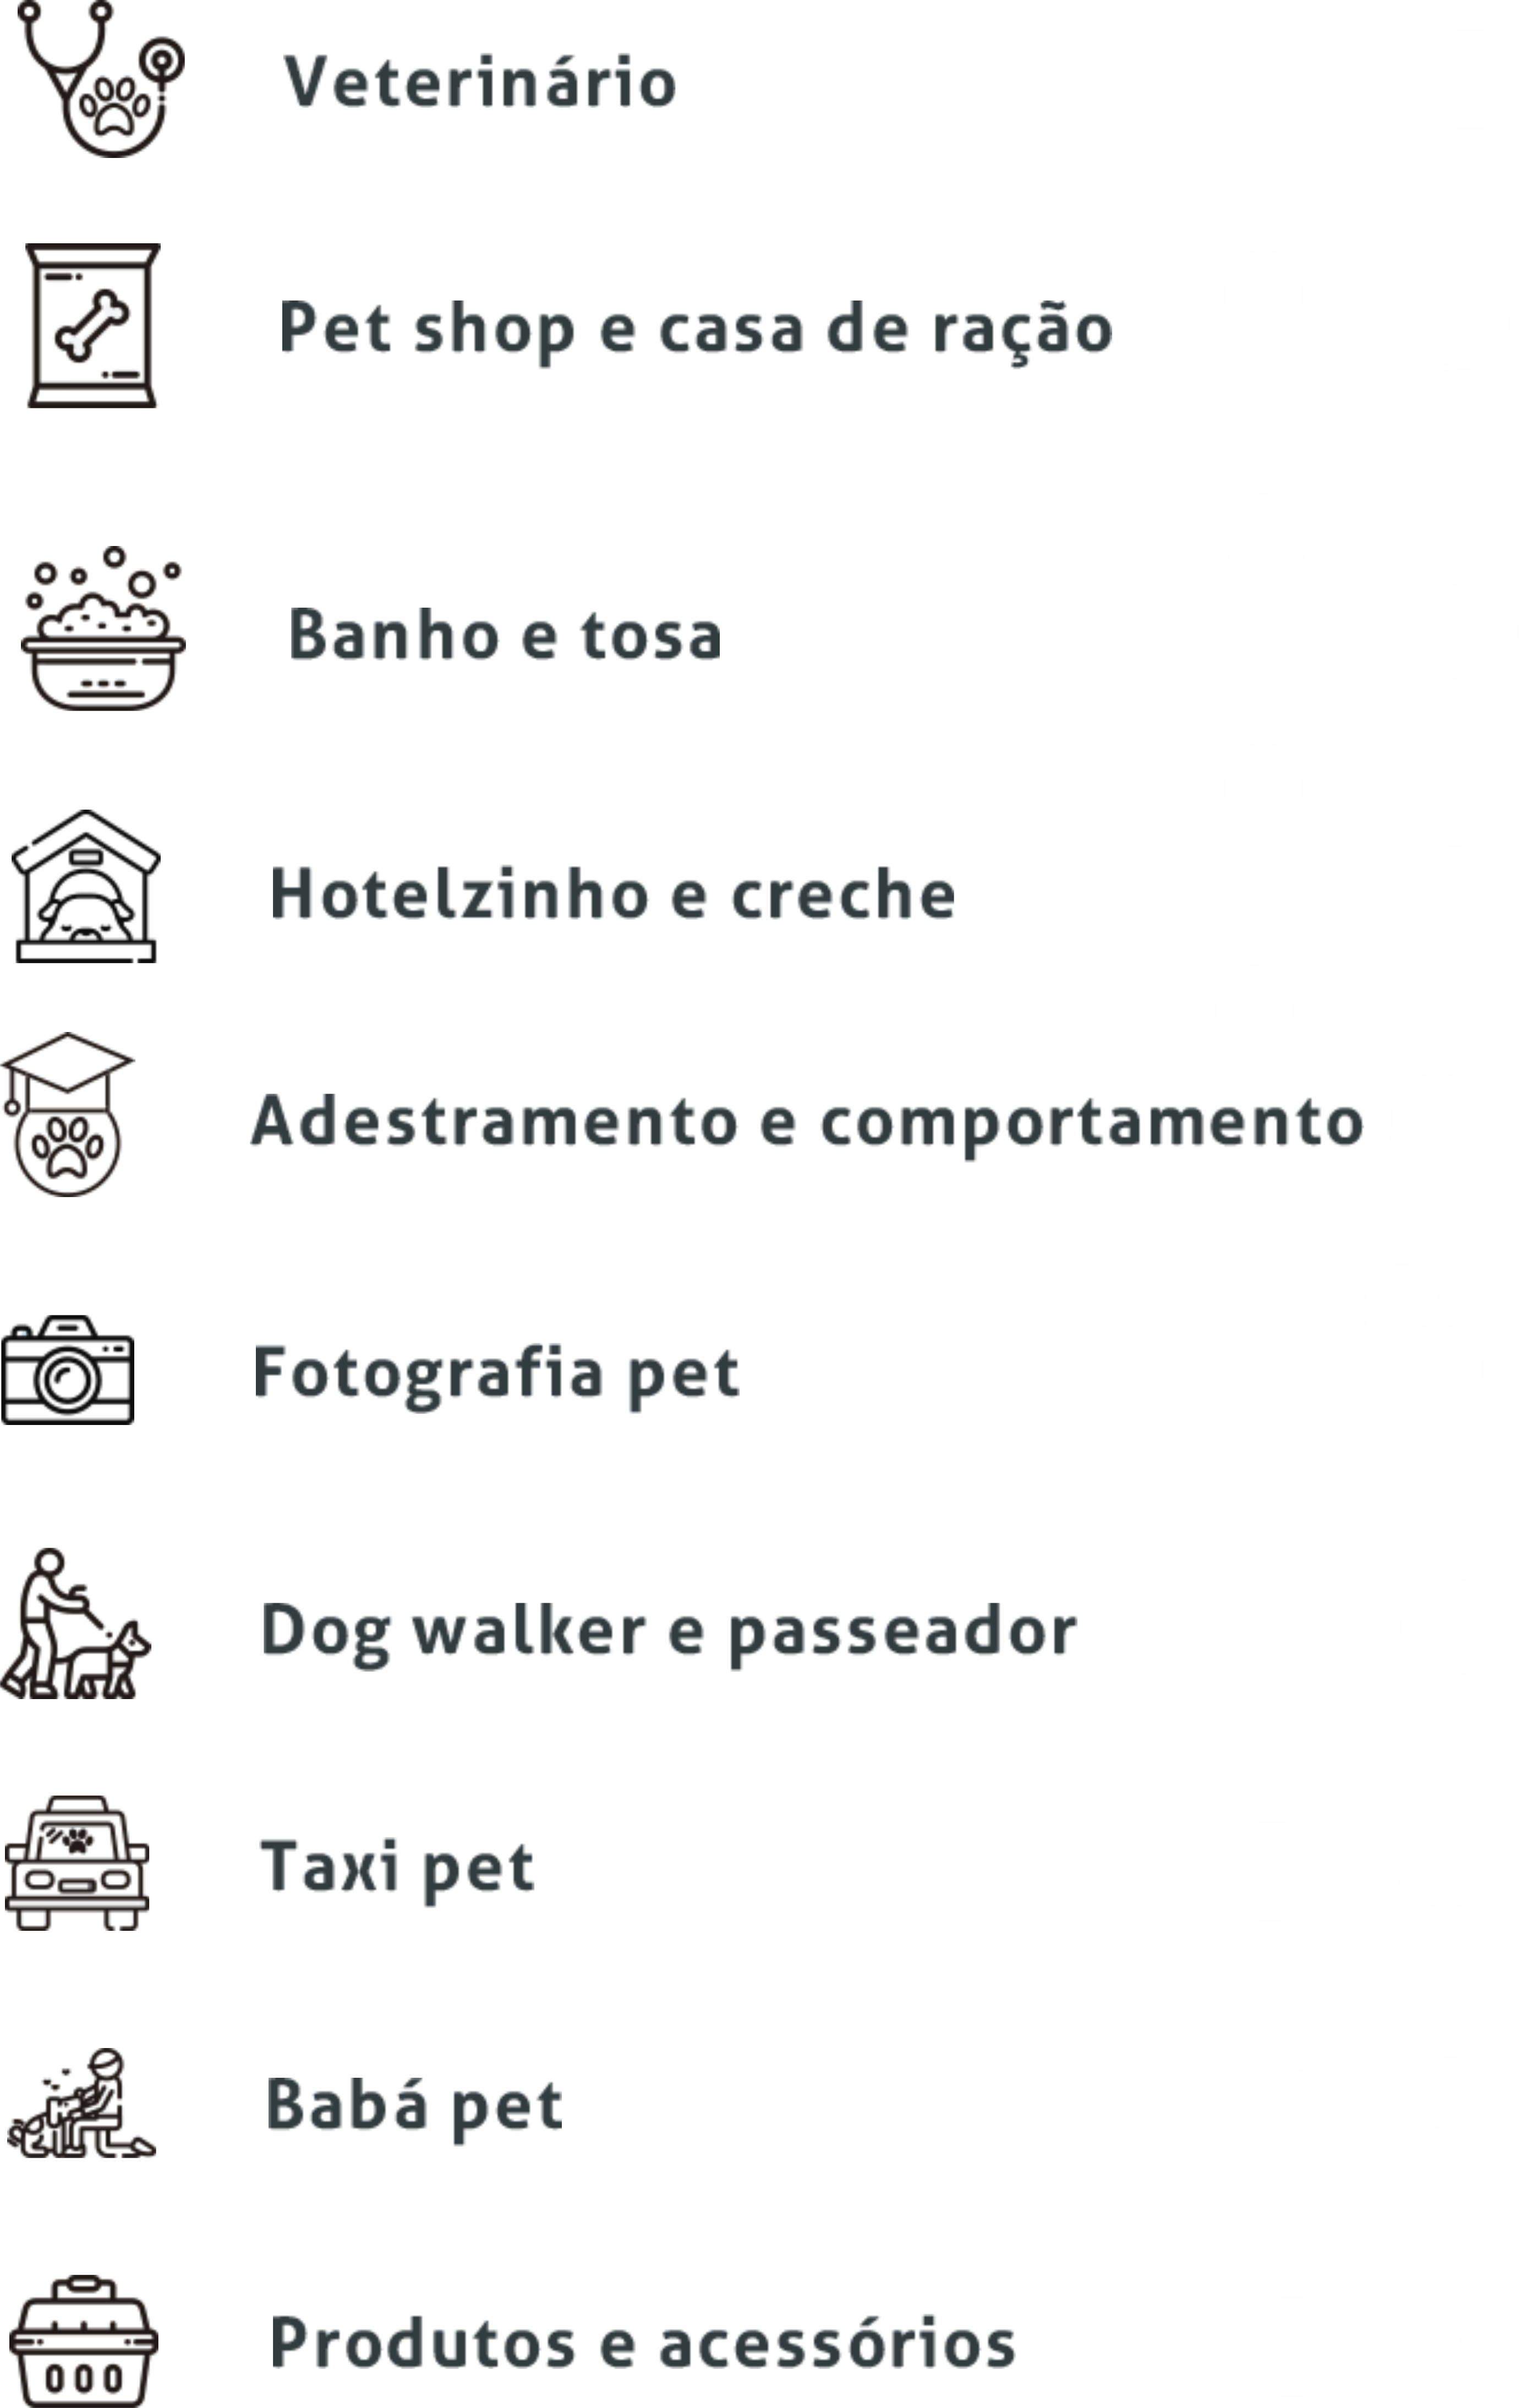 Veterinário
Pet shop e casa de ração
Banho e tosa
Hotelzinho e creche
Adestramento e comportamento
Fotografia pet
Dog walker e passeador
Taxi pet
Babá pet
Produtos e acessórios